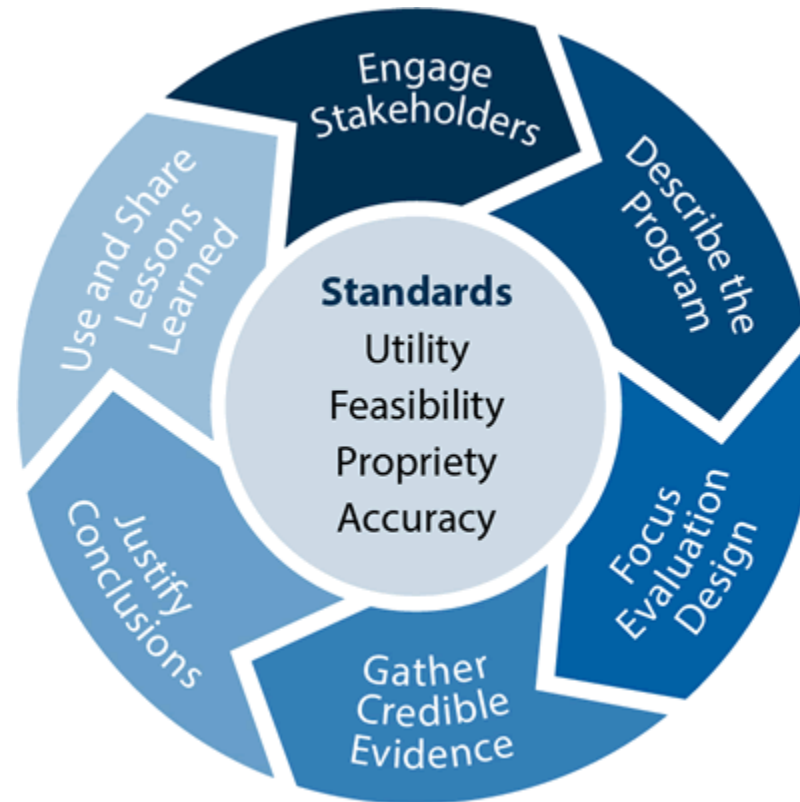 Engage
Stakeholders
Describe the
Program
Focus
Evaluation
Design
Gather
Credible
Evidence
Justify
Conclusions
Use and Share
Lessons
Learned
Standards
Utility
Feasibility
Propriety
Accuracy